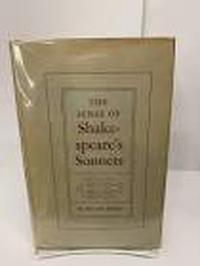 THE
SENSE OF
Shake-
speare's
Sonnets